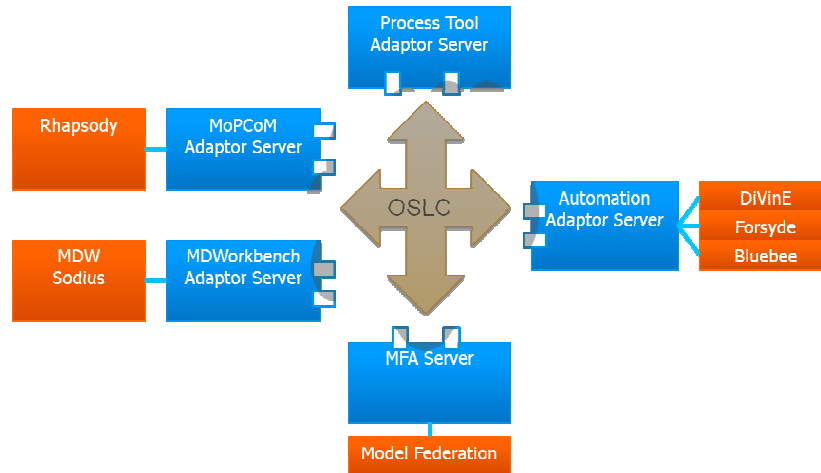 Process Tool
Adaptor Server
Rhapsody
MoPCoM
Adaptor Server
OSLC
Automation
Adaptor Server
DiVinE
Forsyde
Bluebee
MDW
Sodius
MDWorkbench
Adaptor Server
MFA Server
Model Federation